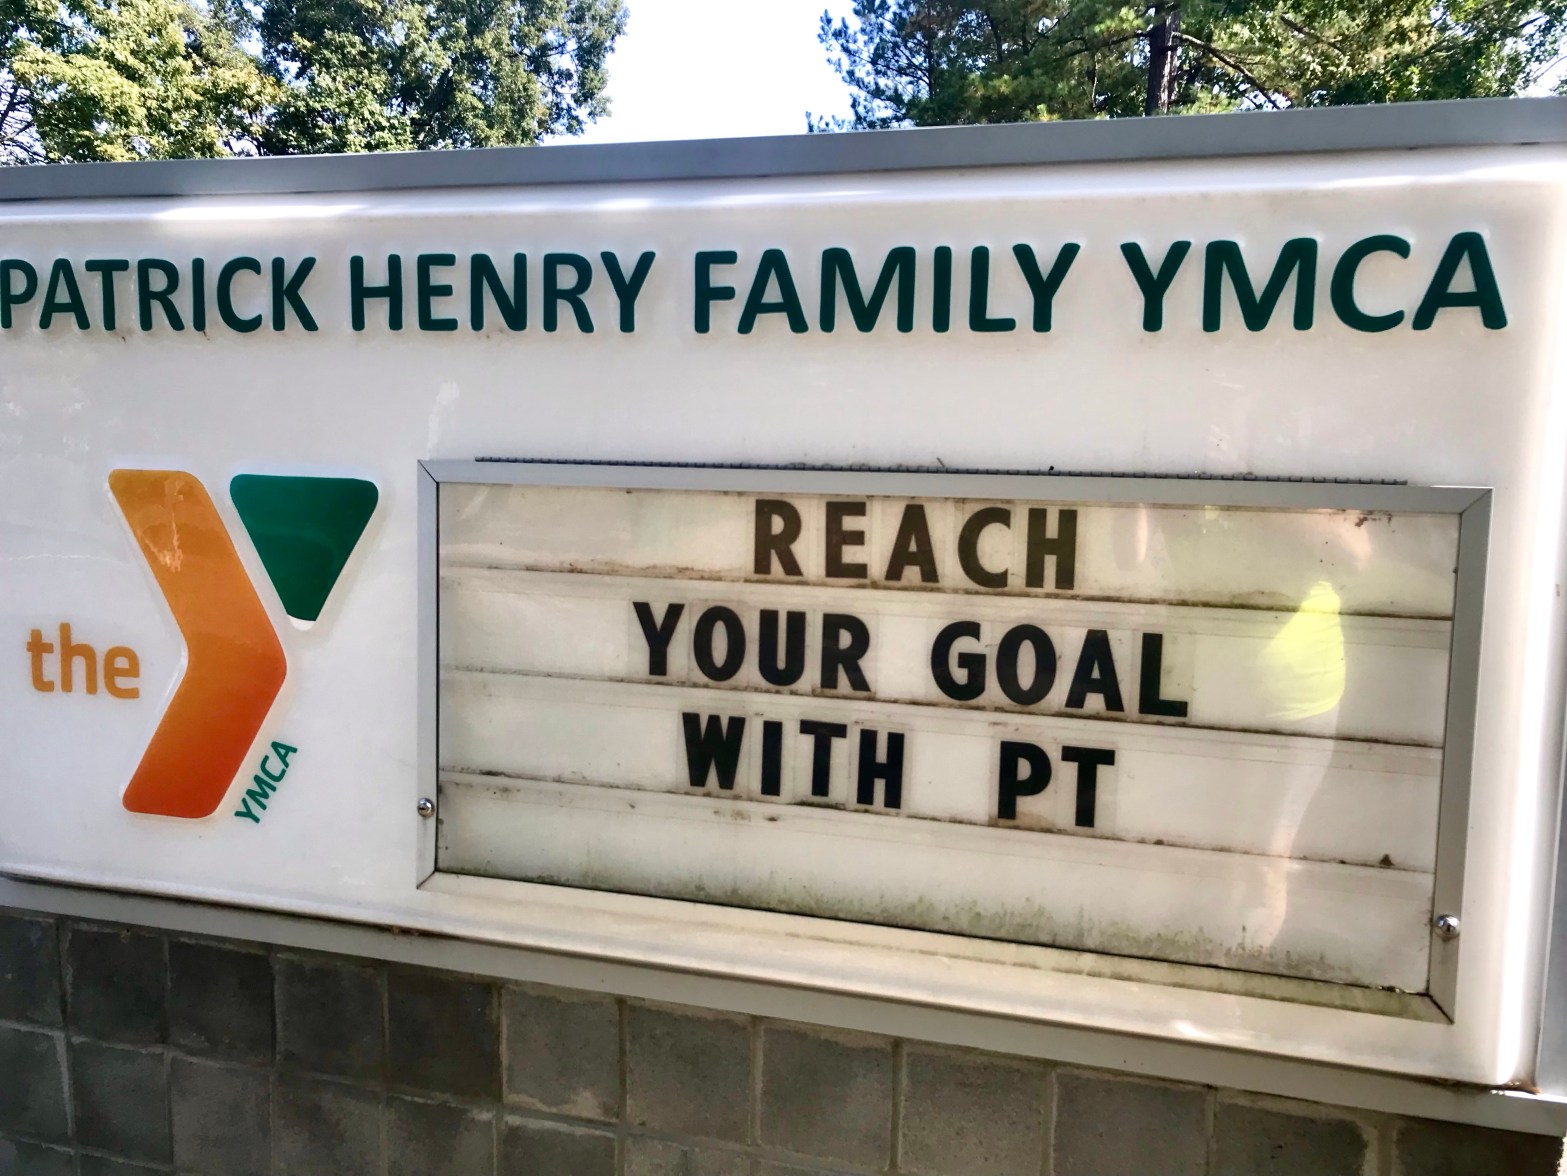 PATRICK HENRY FAMILY YMCA
the
YMCA
REACH
YOUR GOAL
WITH PT